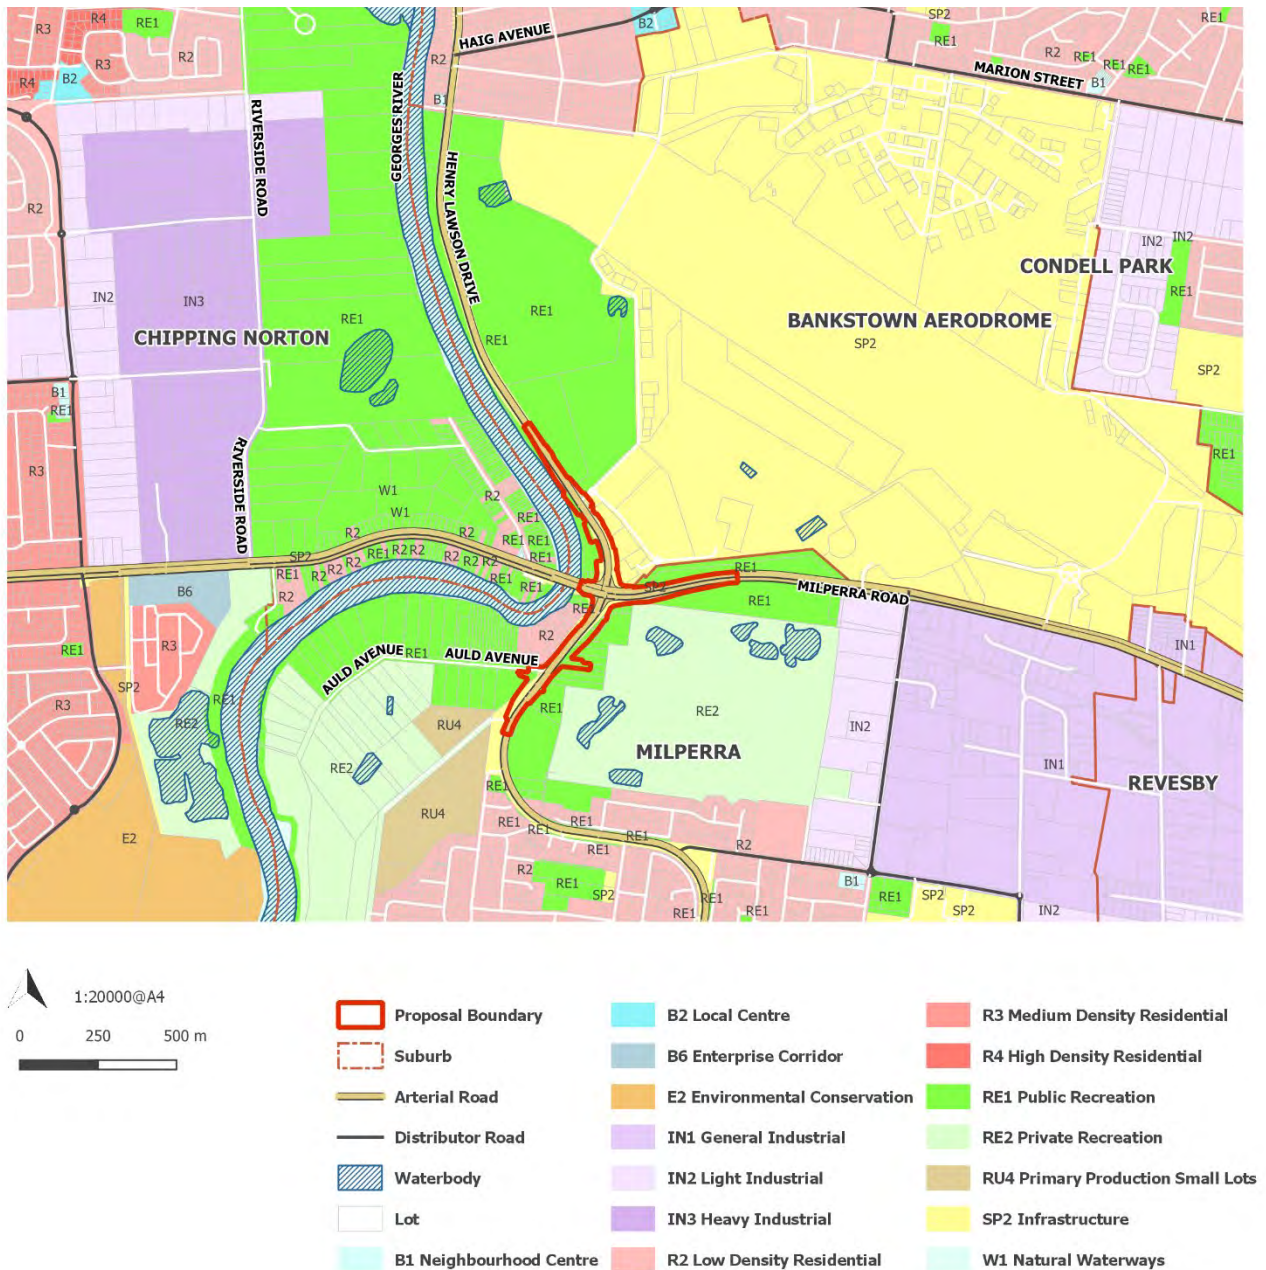 R3
R4
RE1
R2
R3
B2
R4
HAIG AVENUE
R2
B2
SP2
RE1
RE1
R2
RE1
RE1
RE1
B1
MARION STREET
B1
RIVERSIDE ROAD
GEORGES RIVER
HENRY LAWSON DRIVE
R2
IN2
IN2
RE1
CONDELL PARK
IN2
IN3
RE1
RE1
RE1
BANKSTOWN AERODROME
SP2
SP2
CHIPPING NORTON
B1
RE1
R3
RIVERSIDE ROAD
RE1
W1
W1
R2
RE1
RE1
RE1
RE1
R2
R2
RE1
R2
R2
R2
R2
R2
R2
R2
R2
SP2
RE1
RE1
RE1
R2
B6
R3
RE1
SP2
R3
RE1
SP2
RE1
RE1
MILPERRA ROAD
R2
AULD AVENUE
RE1
AULD AVENUE
RE1
RE1
RE2
RU4
RE2
MILPERRA
IN2
IN1
IN1
REVESBY
RE2
RU4
E2
RE1
RE1
RE1
RE1
RE1
RE1
R2
R2
RE1
SP2
RE1
RE1
RE1
B1
RE1
SP2
SP2
IN2
1:20000@A4
0 250 500 m
Proposal Boundary
Suburb
Arterial Road
Distributor Road
Waterbody
Lot
B1 Neighbourhood Centre
B2 Local Centre
B6 Enterprise Corridor
E2 Environmental Conservation
IN1 General Industrial
IN2 Light Industrial
IN3 Heavy Industrial
R2 Low Density Residential
R3 Medium Density Residential
R4 High Density Residential
RE1 Public Recreation
RE2 Private Recreation
RU4 Primary Production Small Lots
SP2 Infrastructure
W1 Natural Waterways